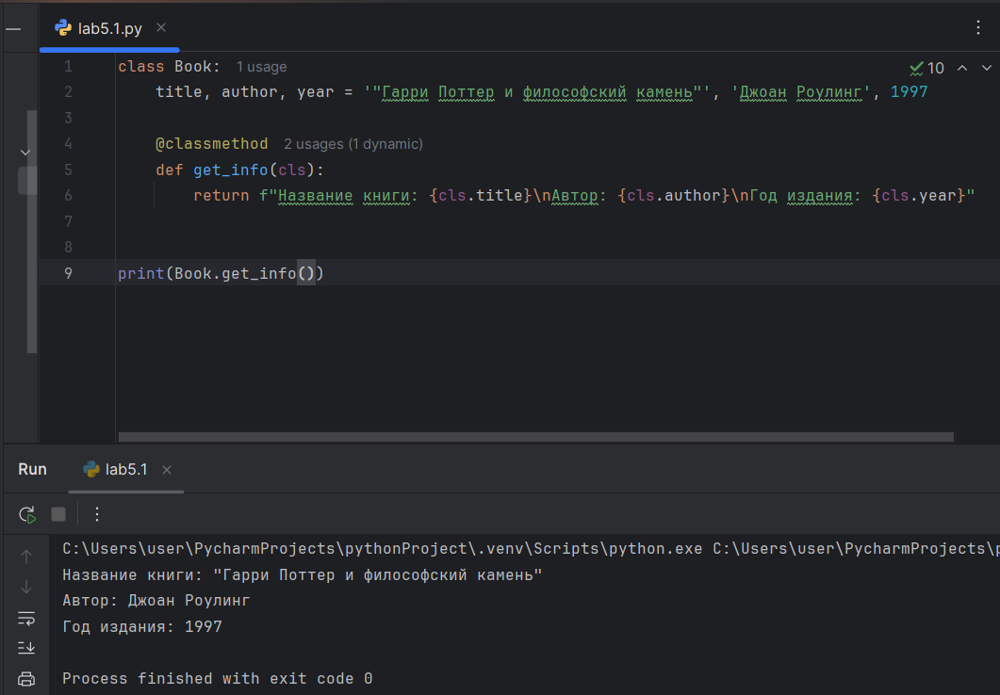 lab5.1.py
10
1 class Book: 1 usage
2 title, author, year = '"Гарри Поттер и философский камень"', 'Джоан Роулинг', 1997
3
4 @classmethod 2 usages (1 dynamic)
5 def get_info(cls):
6 return f"Название книги: {cls.title}\nАвтор: {cls.author}\nГод издания: {cls.year}"
7
8
9 print(Book.get_info())
Run lab5.1
C:\Users\user\PycharmProjects\pythonProject\.venv\Scripts\python.exe C:\Users\user\PycharmProjects\
Название книги: "Гарри Поттер и философский камень"
Автор: Джоан Роулинг
Год издания: 1997
Process finished with exit code 0